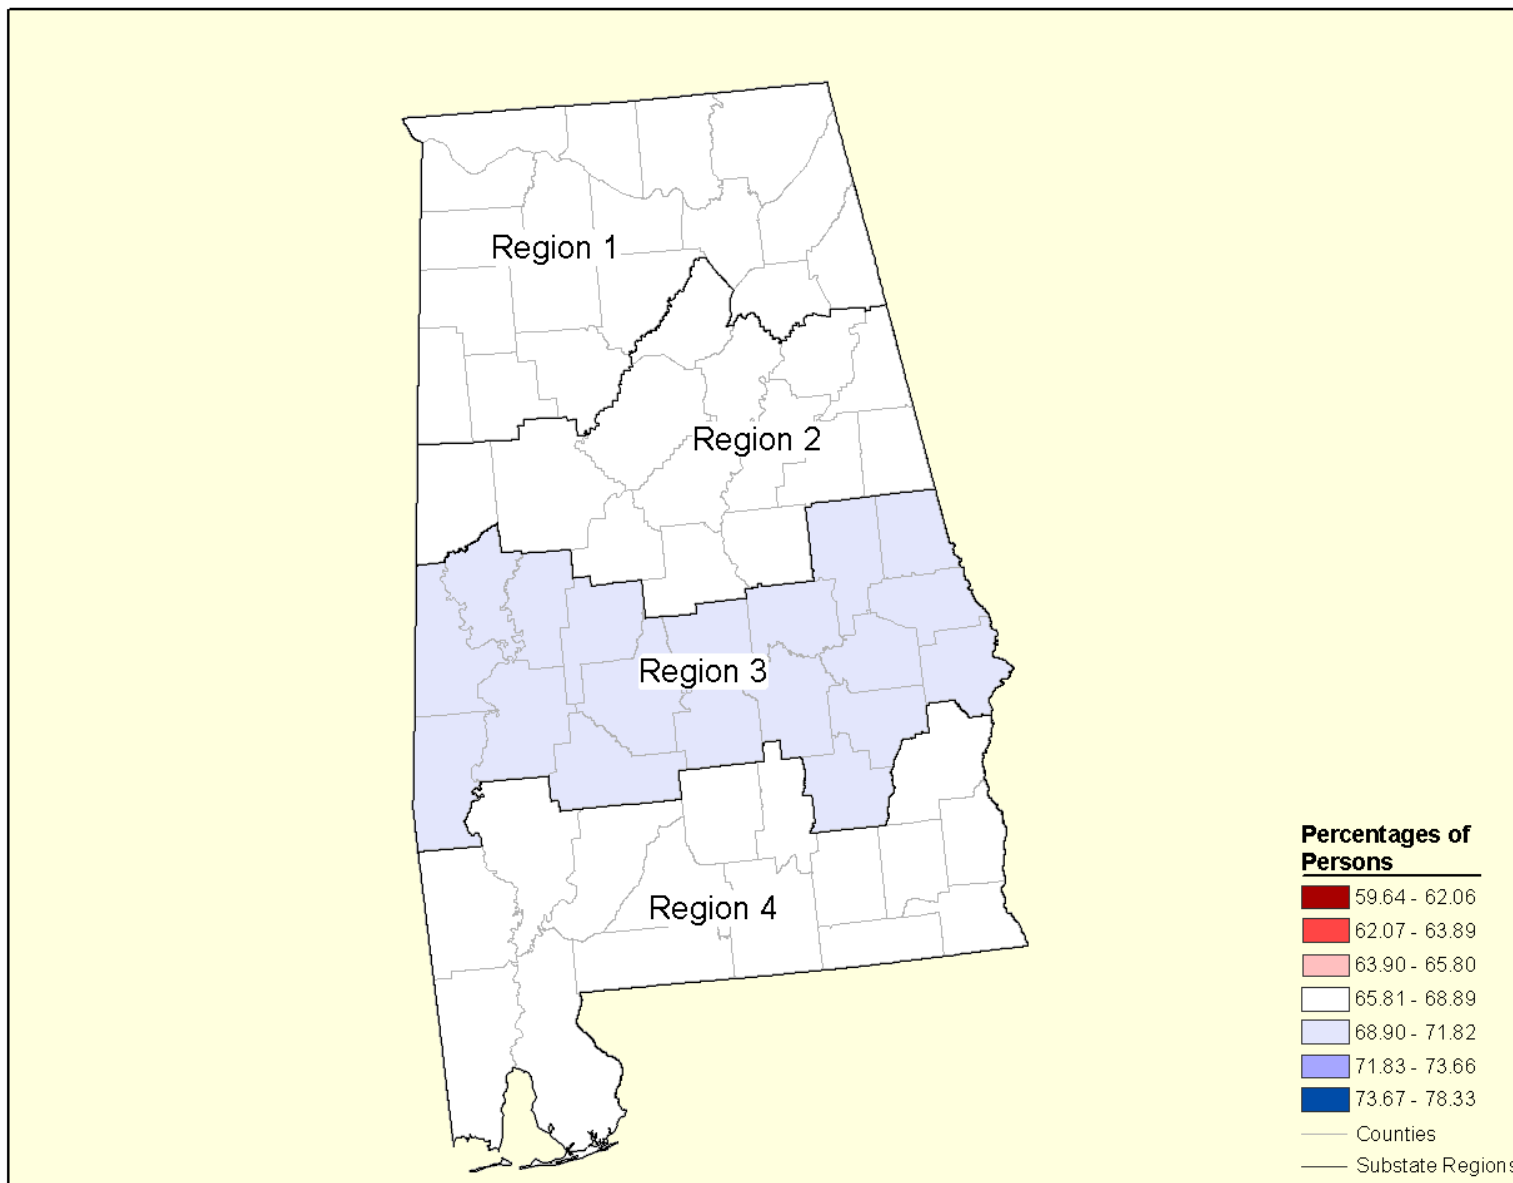 Region 1
Region 2
Region 3
Region 4
Percentages of
Persons
59.64 - 62.06
62.07 - 63.89
63.90 - 65.80
65.81 - 68.89
68.90 - 71.82
71.83 - 73.66
73.67 - 78.33
Counties
Substate Regions